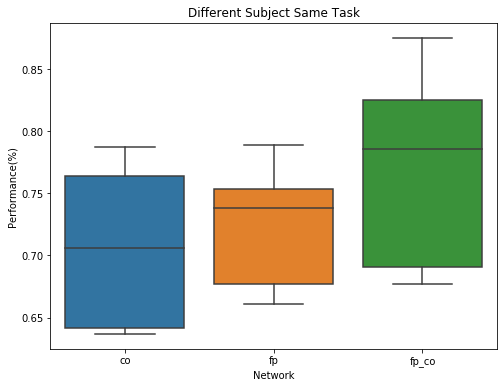 Different Subject Same Task
Performance(%)
0.85
0.80
0.75
0.70
0.65
co fp fp_co
Network